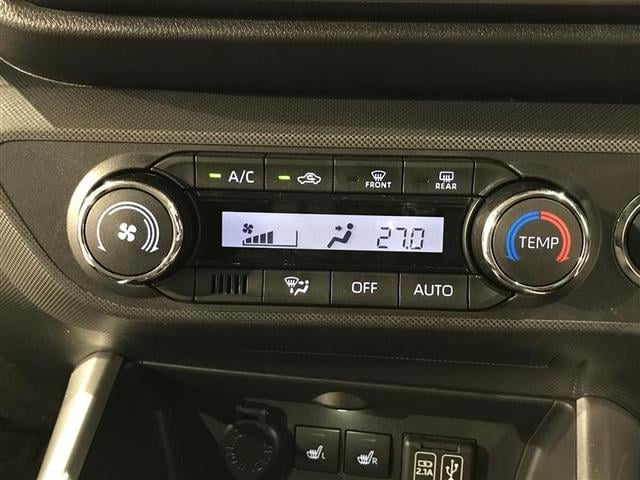 A/C
FRONT
REAR
27.0
TEMP
OFF
AUTO
L
R
2.1A